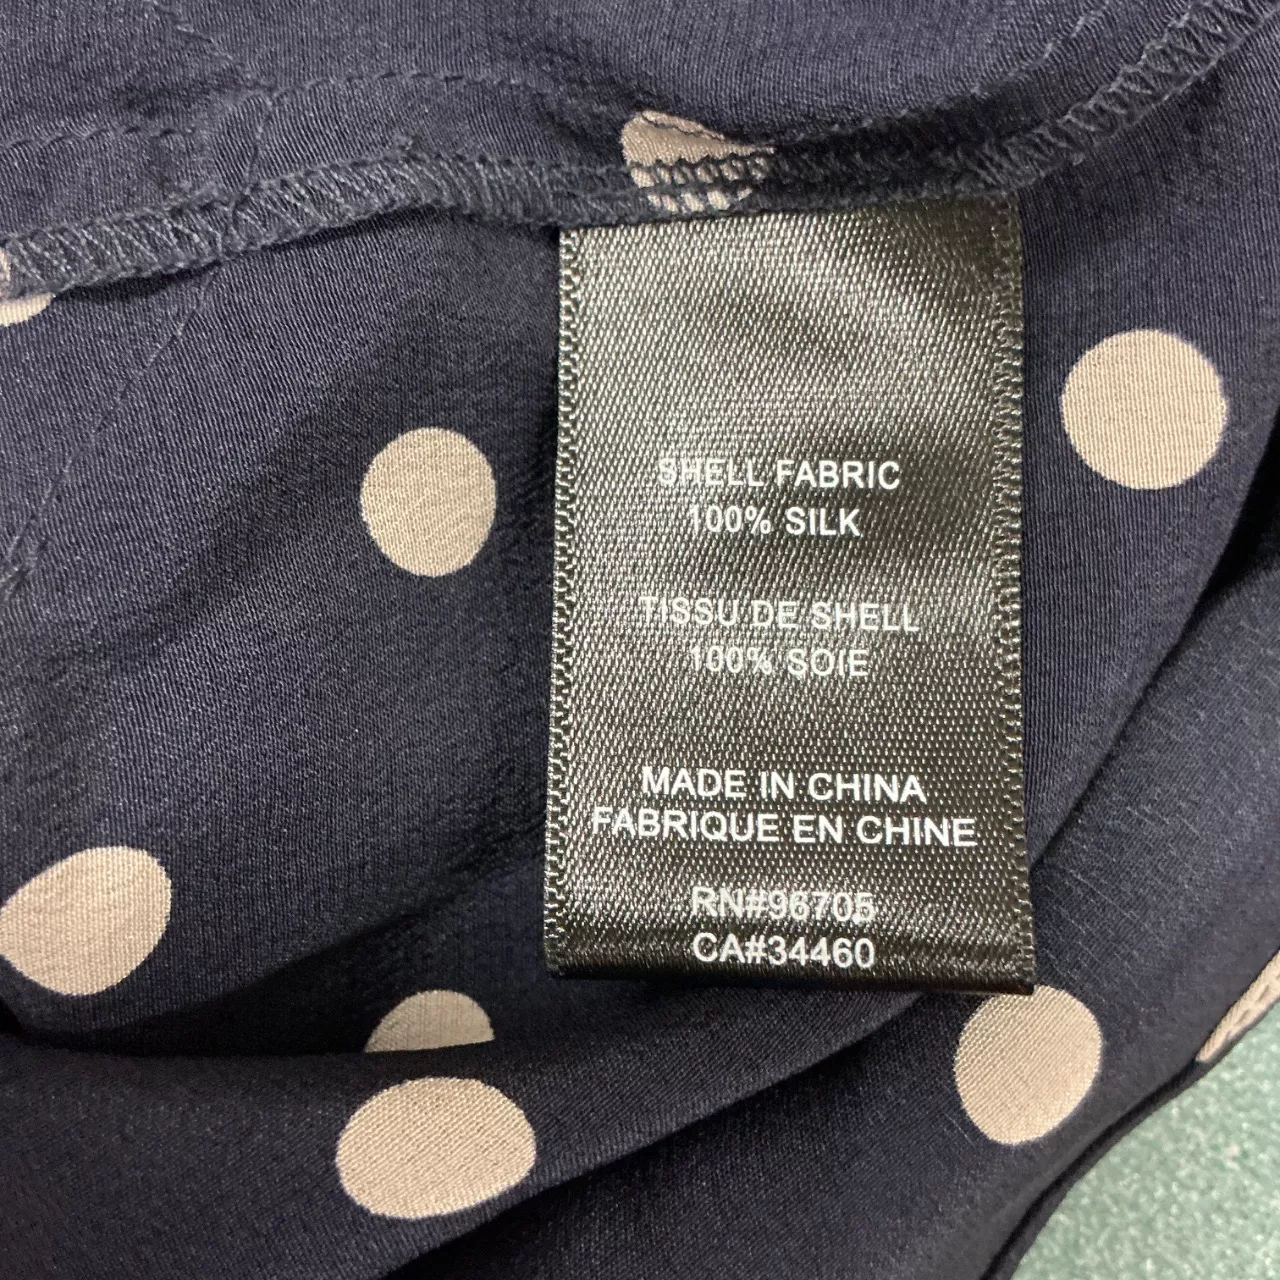 SHELL FABRIC
100% SILK
TISSU DE SHELL
100% SOIE
MADE IN CHINA
FABRIQUE EN CHINE
RN#96705
CA#34460